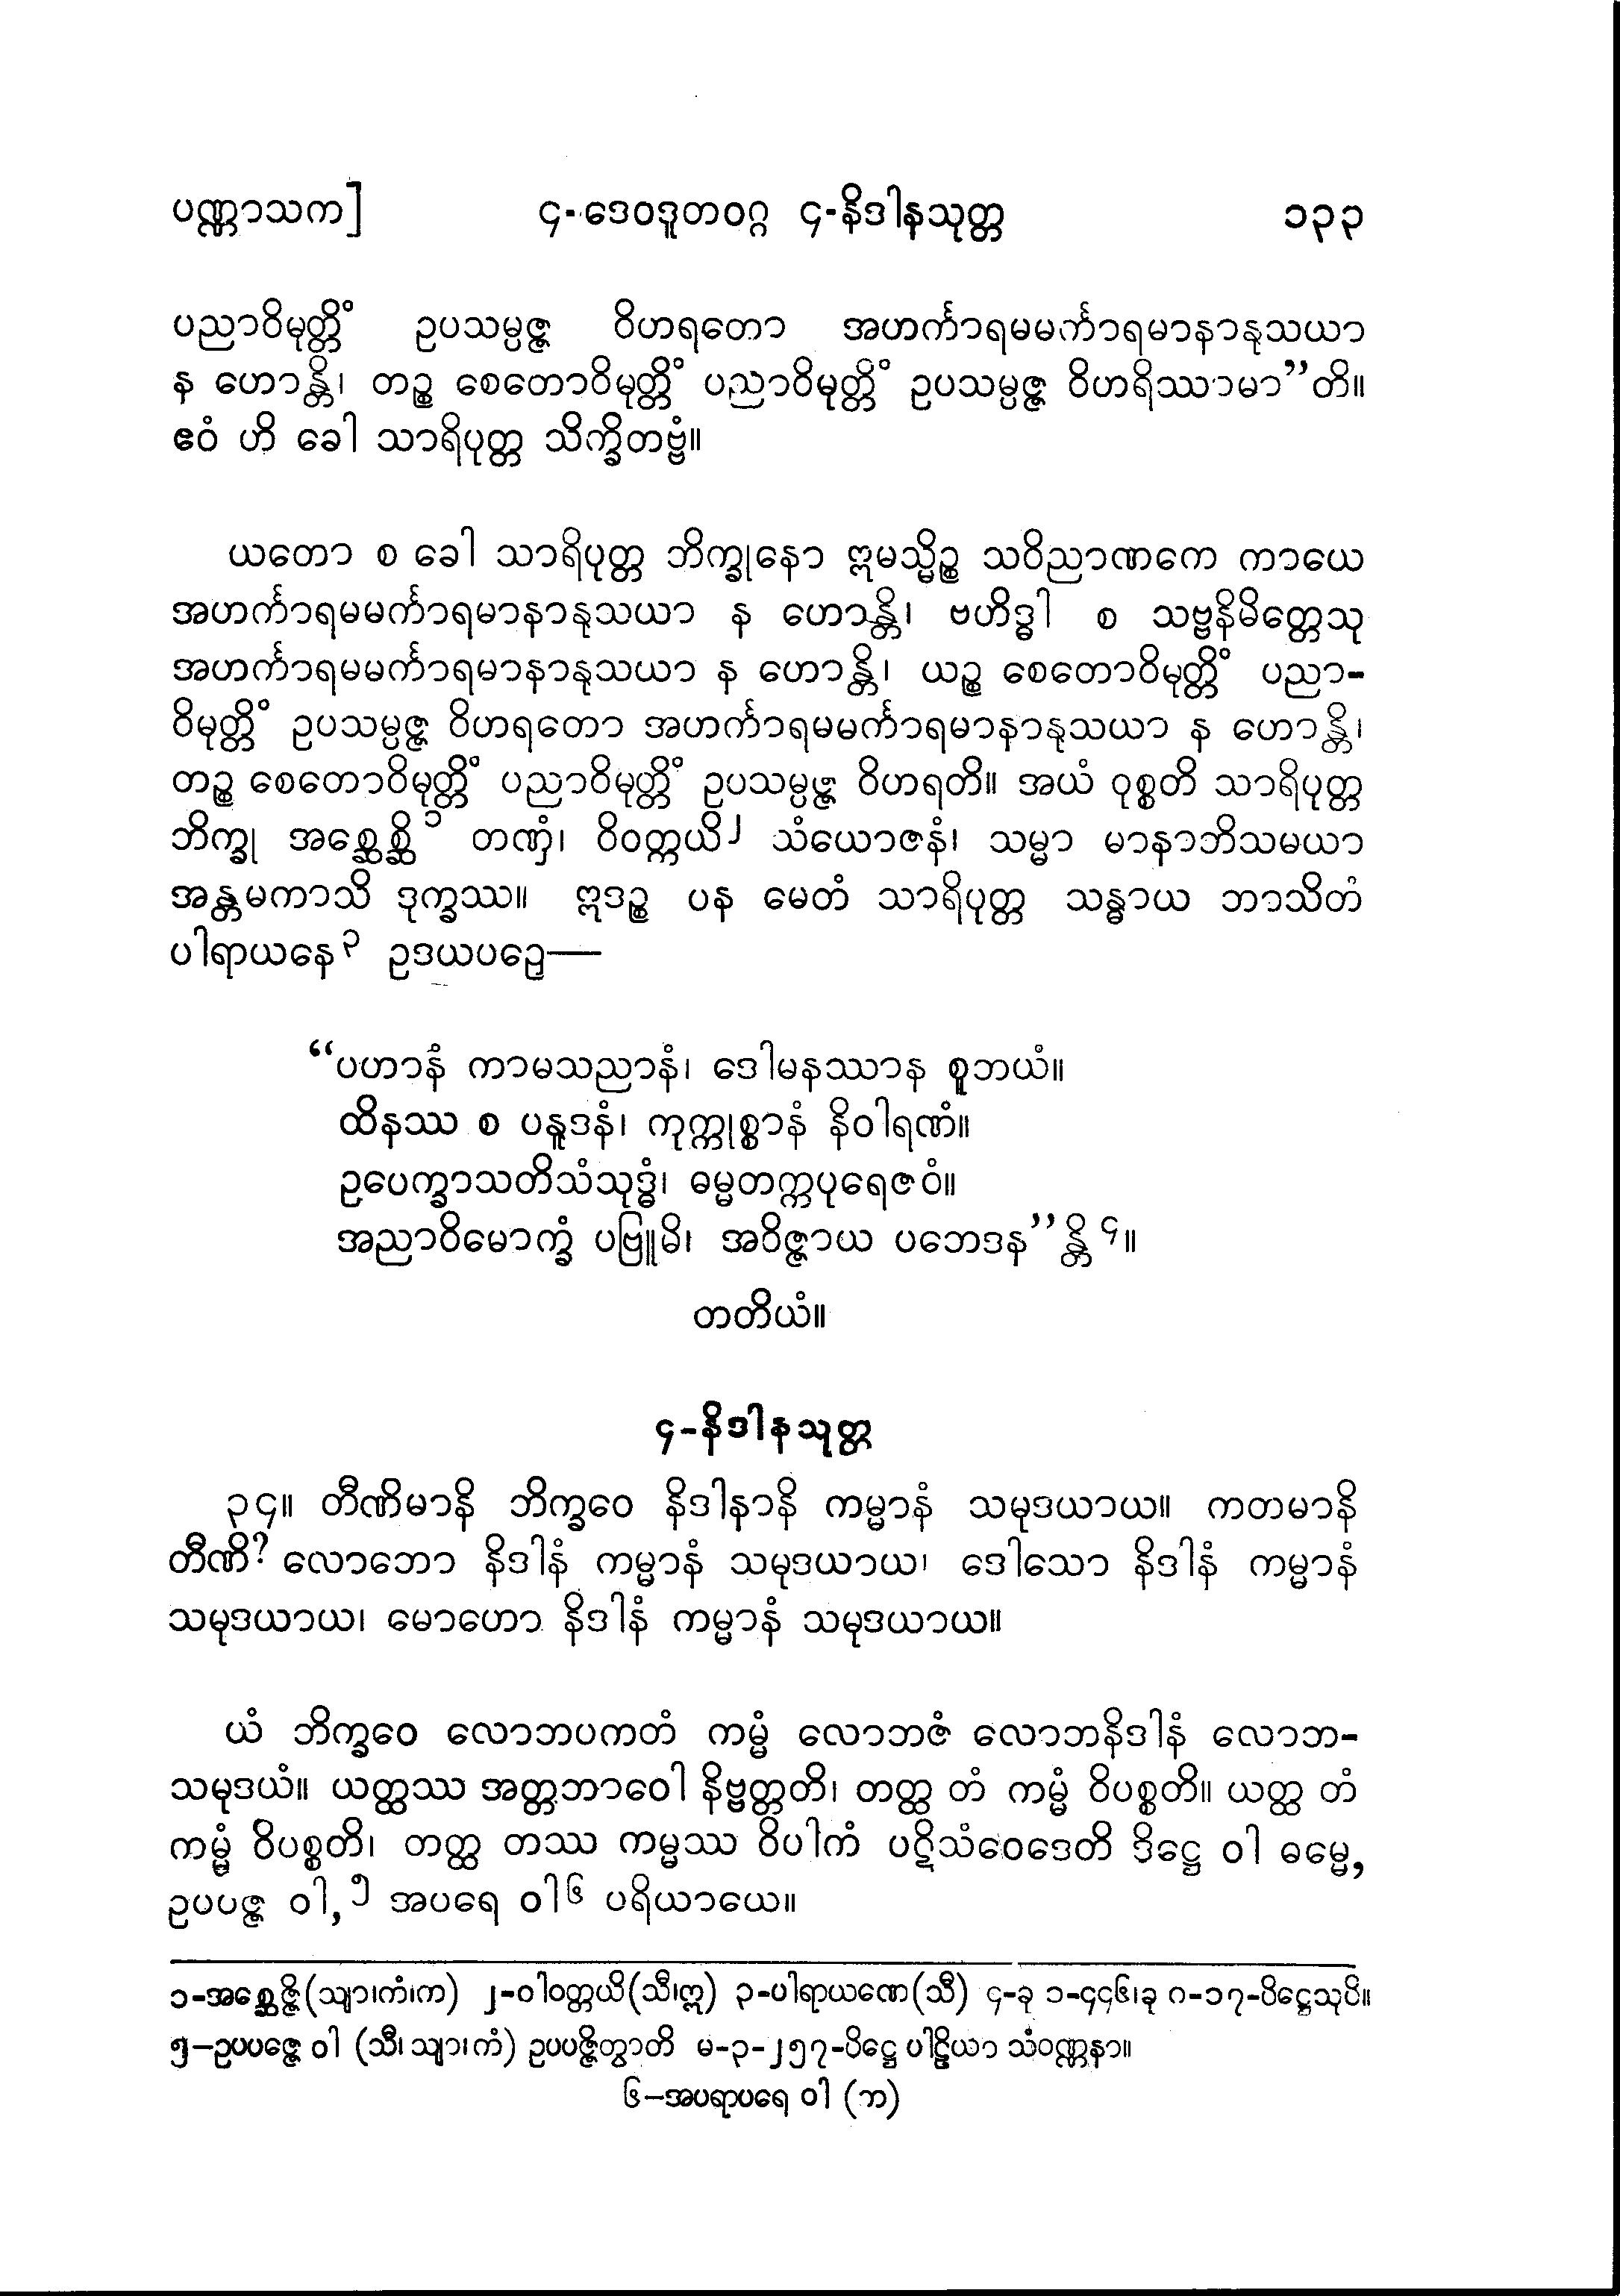 ပဏ္ဏာသက] ၄-ဒေဝဒူတဝဂ္ဂ ၄-နိဒါနသုတ္တ ၁၃၃
ပညာဝိမုတ္တိံ ဥပသမ္ပဇ္ဇ ဝိဟရတော အဟင်္ကာရမမင်္ကာရမာနာနုသယာ
န ဟောန္တိ၊ တဉ္စ စေတောဝိမုတ္တိံ ပညာဝိမုတ္တိံ ဥပသမ္ပဇ္ဇ ဝိဟရိဿာမာ”တိ။
ဧဝံ ဟိ ခေါ သာရိပုတ္တ သိက္ခိတဗ္ဗံ။
ယတော စ ခေါ သာရိပုတ္တ ဘိက္ခုနော ဣမသ္မိဉ္စ သဝိညာဏကေ ကာယေ
အဟင်္ကာရမမင်္ကာရမာနာနုသယာ န ဟောန္တိ၊ ဗဟိဒ္ဓါ စ သဗ္ဗနိမိတ္တေသု
အဟင်္ကာရမမင်္ကာရမာနာနုသယာ န ဟောန္တိ၊ ယဉ္စ စေတောဝိမုတ္တိံ ပညာ-
ဝိမုတ္တိံ ဥပသမ္ပဇ္ဇ ဝိဟရတော အဟင်္ကာရမမင်္ကာရမာနာနုသယာ န ဟောန္တိ၊
တဉ္စ စေတောဝိမုတ္တိံ ပညာဝိမုတ္တိံ ဥပသမ္ပဇ္ဇ ဝိဟရတိ။ အယံ ဝုစ္စတိ သာရိပုတ္တ
ဘိက္ခု အစ္ဆေစ္ဆိ ၁ တဏှံ၊ ဝိဝတ္တယိ ၂ သံယောဇနံ၊ သမ္မာ မာနာဘိသမယာ
အန္တမကာသိ ဒုက္ခဿ။ ဣဒဉ္စ ပန မေတံ သာရိပုတ္တ သန္ဓာယ ဘာသိတံ
ပါရာယနေ ၃ ဥဒယပဉှေ—
“ပဟာနံ ကာမသညာနံ၊ ဒေါမနဿာန စူဘယံ။
ထိနဿ စ ပနူဒနံ၊ ကုက္ကုစ္စာနံ နိဝါရဏံ။
ဥပေက္ခာသတိသံသုဒ္ဓံ၊ ဓမ္မတက္ကပုရေဇဝံ။
အညာဝိမောက္ခံ ပဗြူမိ၊ အဝိဇ္ဇာယ ပဘေဒန”န္တိ ၄။
တတိယံ။
၄-နိဒါနသုတ္တ
၃၄။ တီဏိမာနိ ဘိက္ခဝေ နိဒါနာနိ ကမ္မာနံ သမုဒယာယ။ ကတမာနိ
တီဏိ? လောဘော နိဒါနံ ကမ္မာနံ သမုဒယာယ၊ ဒေါသော နိဒါနံ ကမ္မာနံ
သမုဒယာယ၊ မောဟော နိဒါနံ ကမ္မာနံ သမုဒယာယ။
ယံ ဘိက္ခဝေ လောဘပကတံ ကမ္မံ လောဘဇံ လောဘနိဒါနံ လောဘ-
သမုဒယံ။ ယတ္ထဿ အတ္တဘာဝေါ နိဗ္ဗတ္တတိ၊ တတ္ထ တံ ကမ္မံ ဝိပစ္စတိ။ ယတ္ထ တံ
ကမ္မံ ဝိပစ္စတိ၊ တတ္ထ တဿ ကမ္မဿ ဝိပါကံ ပဋိသံဝေဒေတိ ဒိဋ္ဌေ ဝါ ဓမ္မေ,
ဥပပဇ္ဇ ဝါ, ၅ အပရေ ဝါ ၆ ပရိယာယေ။
၁-အစ္ဆေဇ္ဇိ(သျာ၊ကံ၊က) ၂-ဝါဝတ္တယိ(သီ၊ဣ) ၃-ပါရာယဏေ(သီ) ၄-ခု ၁-၄၄၆၊ခု ဂ-၁၇-ပိဋ္ဌေသုပိ။
၅-ဥပပဇ္ဇေ ဝါ (သီ၊ သျာ၊ကံ) ဥပပဇ္ဇိတွာတိ မ-၃-၂၅၇-ပိဋ္ဌေ ပါဠိယာ သံဝဏ္ဏနာ။
၆-အပရာပရေ ဝါ (က)